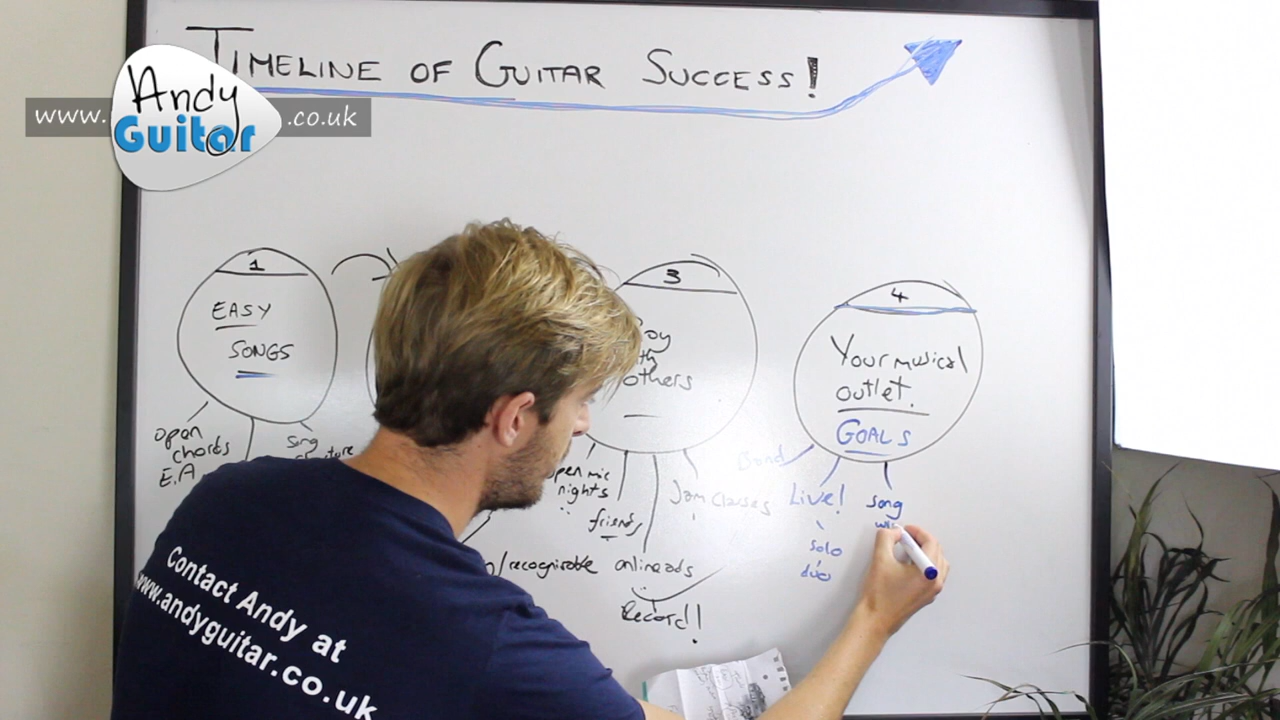 TIMELINE OF GUITAR SUCCESS!
www.
Andy
Guitar
.co.uk
1
EASY
SONGS
open
chords
E.A
Sing
3
others
open mic
nights
friends
Jam Classes
/recognisable
online ads
Record!
4
Your musical
outlet.
GOALS
Band
Live!
solo
duo
song
Contact Andy at
www.andyguitar.co.uk